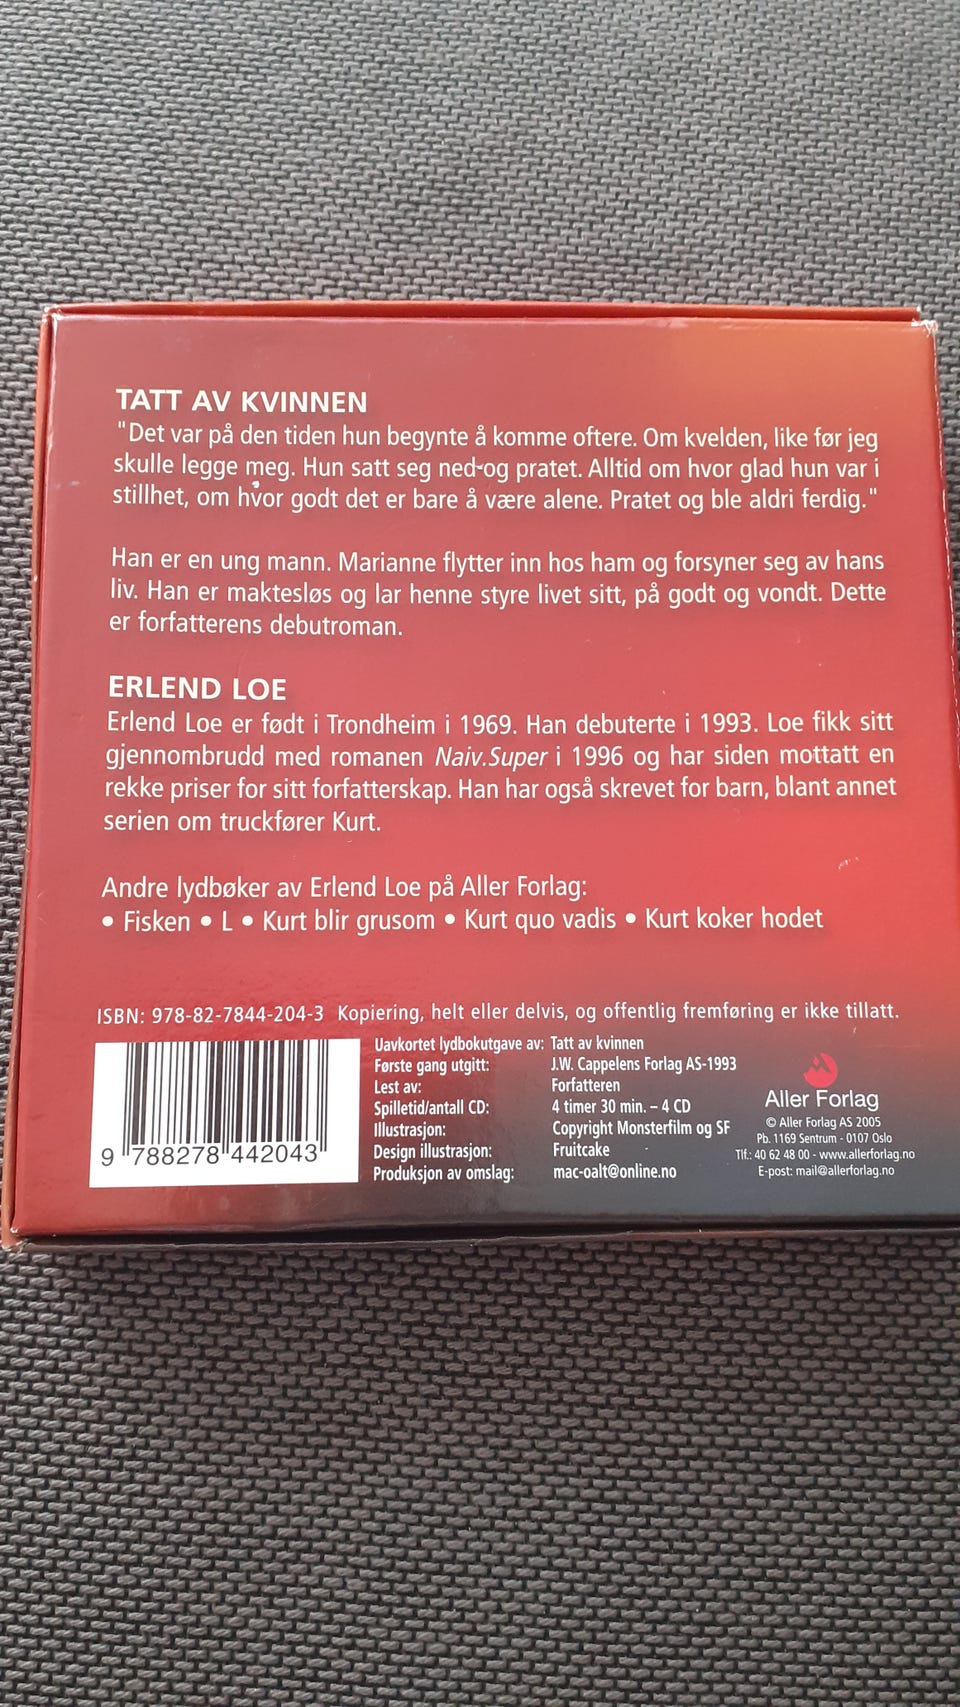 TATT AV KVINNEN
"Det var på den tiden hun begynte å komme oftere. Om kvelden, like før jeg
skulle legge meg. Hun satt seg ned og pratet. Alltid om hvor glad hun var i
stillhet, om hvor godt det er bare å være alene. Pratet og ble aldri ferdig."
Han er en ung mann. Marianne flytter inn hos ham og forsyner seg av hans
liv. Han er maktesløs og lar henne styre livet sitt, på godt og vondt. Dette
er forfatterens debutroman.
ERLEND LOE
Erlend Loe er født i Trondheim i 1969. Han debuterte i 1993. Loe fikk sitt
gjennombrudd med romanen Naiv.Super i 1996 og har siden mottatt en
rekke priser for sitt forfatterskap. Han har også skrevet for barn, blant annet
serien om truckfører Kurt.
Andre lydbøker av Erlend Loe på Aller Forlag:
• Fisken • L • Kurt blir grusom • Kurt quo vadis • Kurt koker hodet
ISBN: 978-82-7844-204-3 Kopiering, helt eller delvis, og offentlig fremføring er ikke tillatt.
9 788278 442043
Uavkortet lydbokutgave av: Tatt av kvinnen
Første gang utgitt: J.W. Cappelens Forlag AS-1993
Lest av: Forfatteren
Spilletid/antall CD: 4 timer 30 min. – 4 CD
Illustrasjon: Copyright Monsterfilm og SF
Design illustrasjon: Fruitcake
Produksjon av omslag: mac-oalt@online.no
Aller Forlag
© Aller Forlag AS 2005
Pb. 1169 Sentrum - 0107 Oslo
Tlf.: 40 62 48 00 - www.allerforlag.no
E-post: mail@allerforlag.no